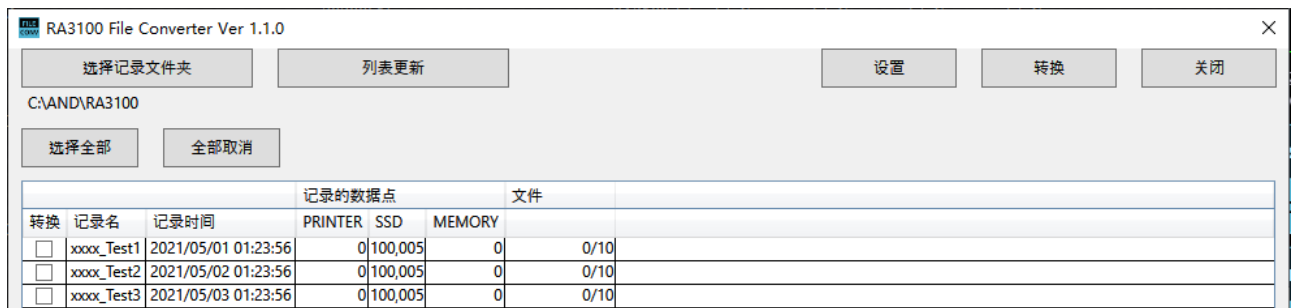 FILE CONV RA3100 File Converter Ver 1.1.0
选择记录文件夹 列表更新 设置 转换 关闭
C:\AND\RA3100
选择全部 全部取消
记录的数据点 文件
转换 记录名 记录时间 PRINTER SSD MEMORY
xxxx_Test1 2021/05/01 01:23:56 0 100,005 0 0/10
xxxx_Test2 2021/05/02 01:23:56 0 100,005 0 0/10
xxxx_Test3 2021/05/03 01:23:56 0 100,005 0 0/10